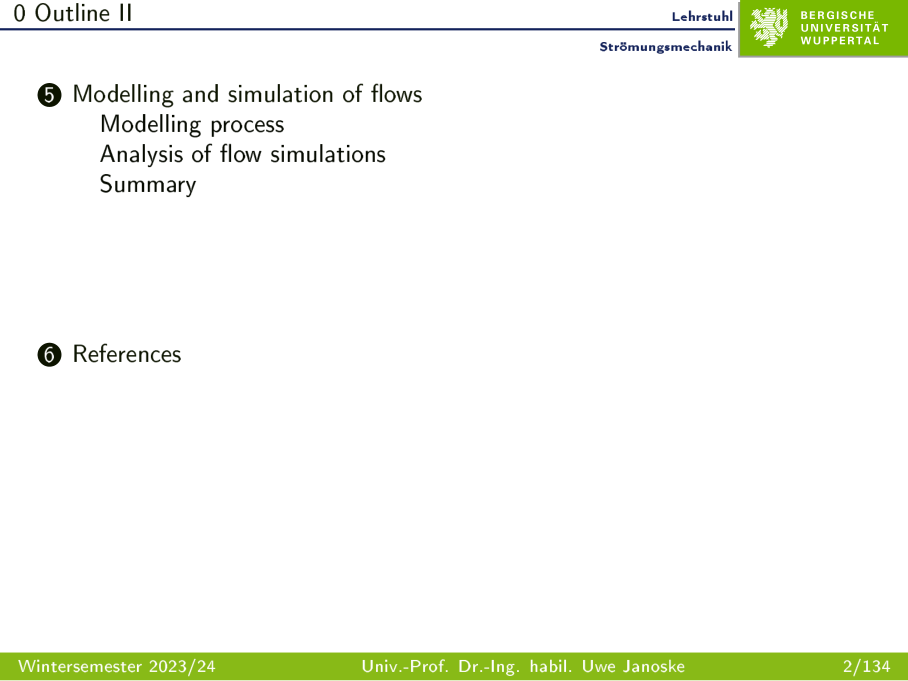 0 Outline II
Lehrstuhl
Strömungsmechanik
BERGISCHE
UNIVERSITÄT
WUPPERTAL
5 Modelling and simulation of flows
Modelling process
Analysis of flow simulations
Summary
6 References
Wintersemester 2023/24 Univ.-Prof. Dr.-Ing. habil. Uwe Janoske 2/134